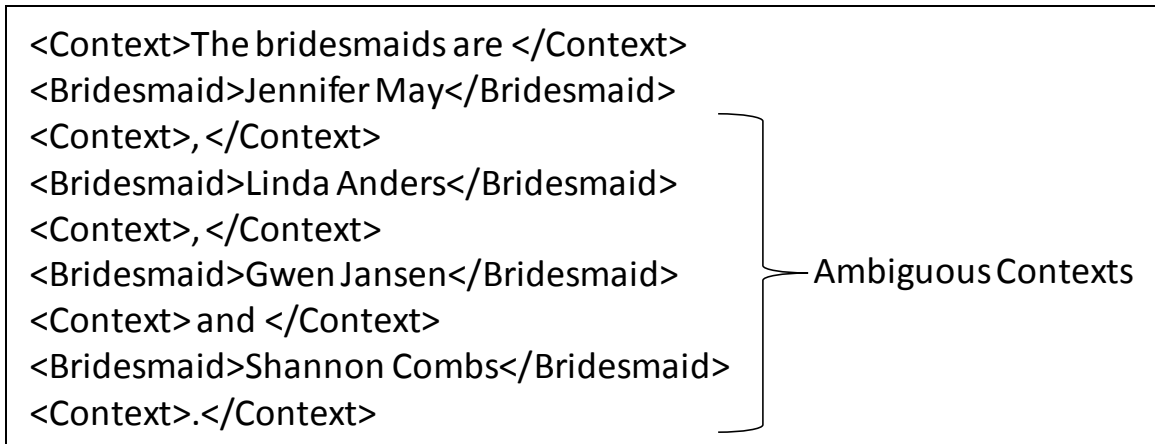 <Context>The bridesmaids are </Context>
<Bridesmaid>Jennifer May</Bridesmaid>
<Context>, </Context>
<Bridesmaid>Linda Anders</Bridesmaid>
<Context>, </Context>
<Bridesmaid>Gwen Jansen</Bridesmaid>
<Context> and </Context>
<Bridesmaid>Shannon Combs</Bridesmaid>
<Context>.</Context>
Ambiguous Contexts